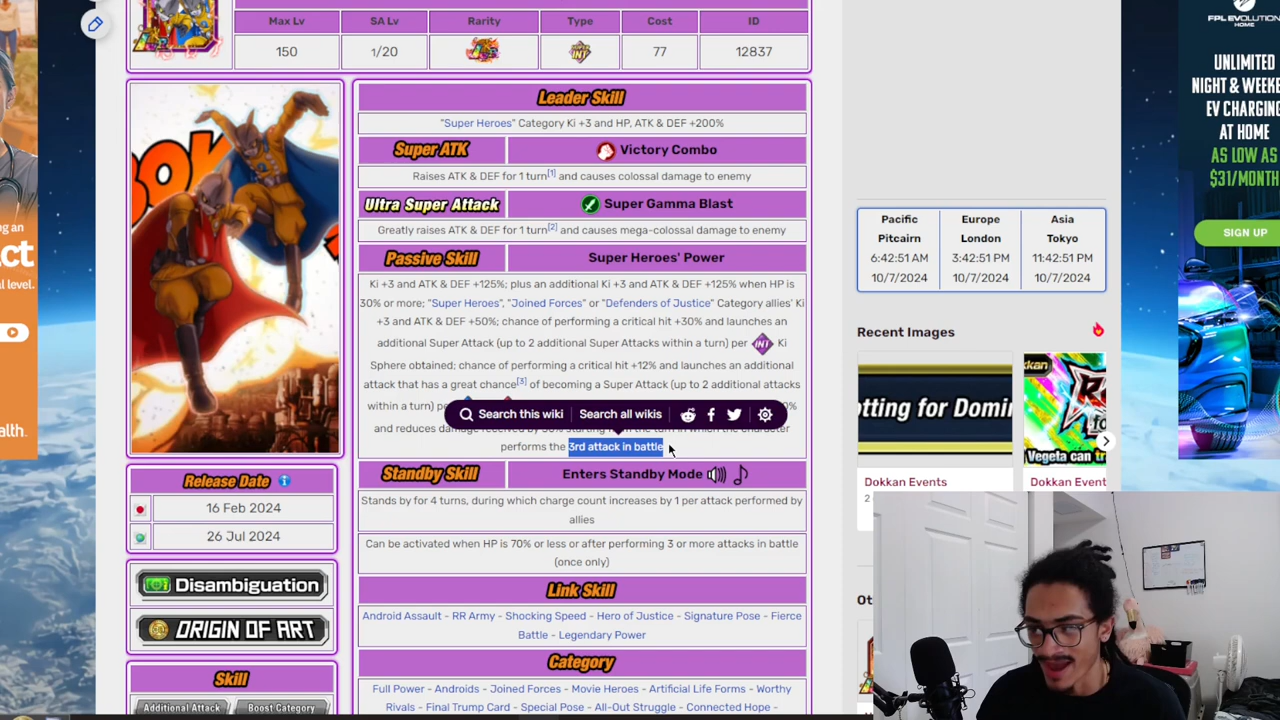 Max Lv SA Lv Rarity Type Cost ID
150 1/20 77 12837
Leader Skill
"Super Heroes" Category Ki +3 and HP, ATK & DEF +200%
Super ATK Victory Combo
Raises ATK & DEF for 1 turn[1] and causes colossal damage to enemy
Ultra Super Attack Super Gamma Blast
Greatly raises ATK & DEF for 1 turn[2] and causes mega-colossal damage to enemy
Passive Skill Super Heroes' Power
Ki +3 and ATK & DEF +125%; plus an additional Ki +3 and ATK & DEF +125% when HP is
30% or more; "Super Heroes", "Joined Forces" or "Defenders of Justice" Category allies' Ki
+3 and ATK & DEF +50%; chance of performing a critical hit +30% and launches an
additional Super Attack (up to 2 additional Super Attacks within a turn) per INT Ki
Sphere obtained; chance of performing a critical hit +12% and launches an additional
attack that has a great chance[3] of becoming a Super Attack (up to 2 additional attacks
within a turn)
Search this wiki Search all wikis
and reduces damage received by
performs the 3rd attack in battle
Standby Skill Enters Standby Mode
Stands by for 4 turns, during which charge count increases by 1 per attack performed by
allies
Can be activated when HP is 70% or less or after performing 3 or more attacks in battle
(once only)
Link Skill
Android Assault - RR Army - Shocking Speed - Hero of Justice - Signature Pose - Fierce
Battle - Legendary Power
Category
Full Power - Androids - Joined Forces - Movie Heroes - Artificial Life Forms - Worthy
Rivals - Final Trump Card - Special Pose - All-Out Struggle - Connected Hope -
Release Date
16 Feb 2024
26 Jul 2024
Disambiguation
ORIGIN OF ART
Skill
Additional Attack Boost Category
Pacific Europe Asia
Pitcairn London Tokyo
6:42:51 AM 3:42:51 PM 11:42:51 PM
10/7/2024 10/7/2024 10/7/2024
Recent Images
Dokkan Events
Dokkan Event
Vegeta can
FPL EVOLUTION
HOME
UNLIMITED
NIGHT & WEEKE
EV CHARGING
AT HOME
AS LOW AS
$31/MONTH
SIGN UP